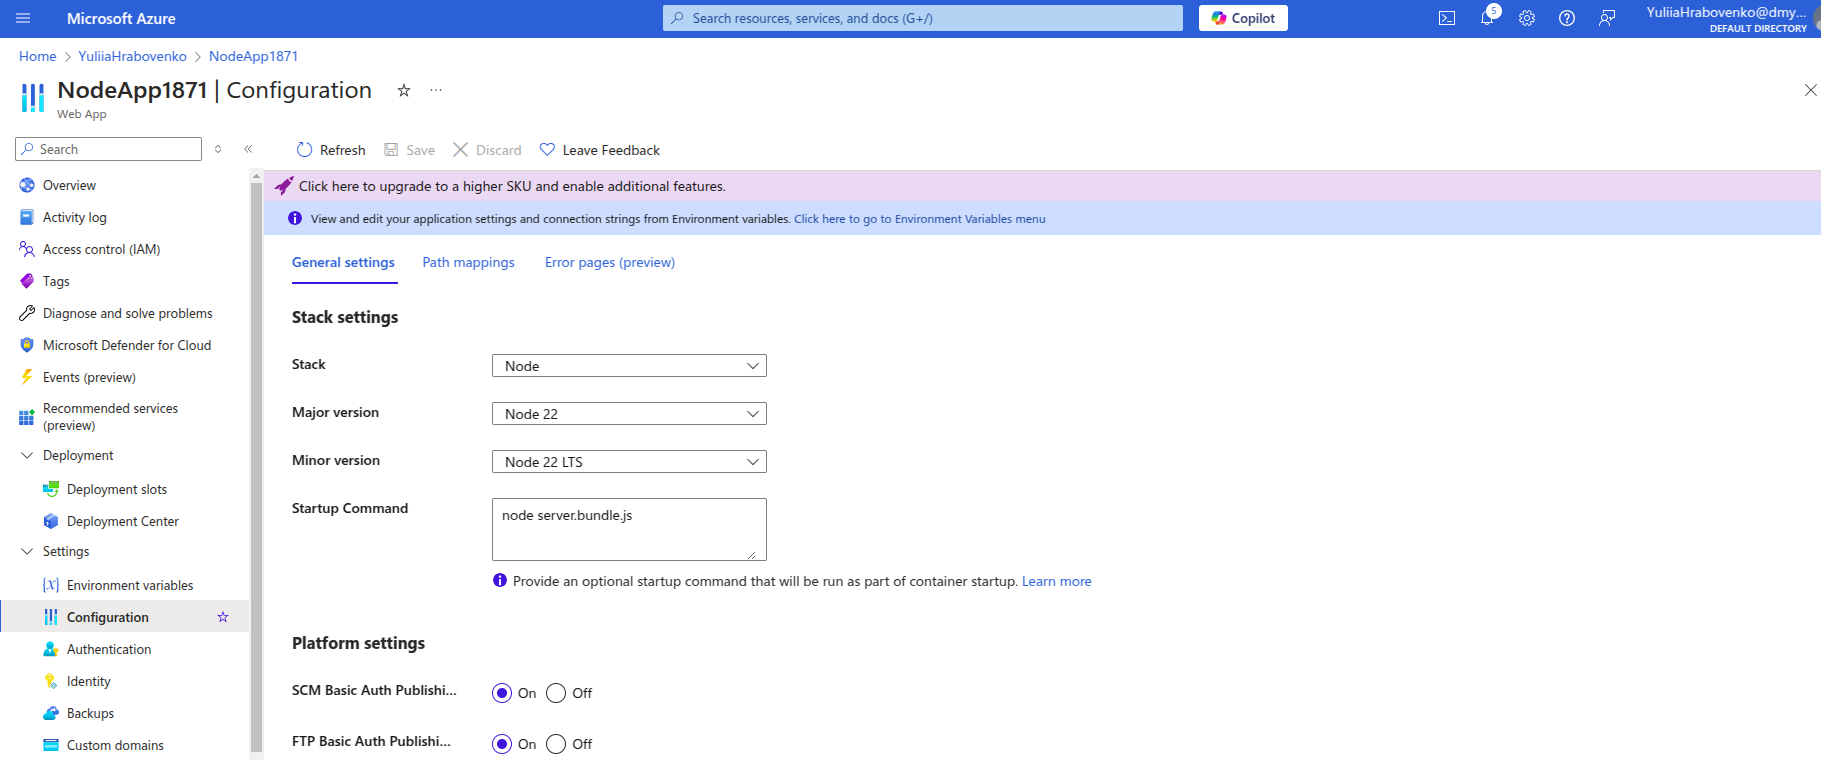 Microsoft Azure
Search resources, services, and docs (G+/)
Copilot
5
YuliiaHrabovenko@dmy...
DEFAULT DIRECTORY
Home > YuliiaHrabovenko > NodeApp1871
NodeApp1871 | Configuration
Web App
Search
Refresh Save Discard Leave Feedback
Click here to upgrade to a higher SKU and enable additional features.
View and edit your application settings and connection strings from Environment variables. Click here to go to Environment Variables menu
Overview
Activity log
Access control (IAM)
Tags
Diagnose and solve problems
Microsoft Defender for Cloud
Events (preview)
Recommended services
(preview)
Deployment
Deployment slots
Deployment Center
Settings
Environment variables
Configuration
Authentication
Identity
Backups
Custom domains
General settings Path mappings Error pages (preview)
Stack settings
Stack Node
Major version Node 22
Minor version Node 22 LTS
Startup Command node server.bundle.js
Provide an optional startup command that will be run as part of container startup. Learn more
Platform settings
SCM Basic Auth Publishi... On Off
FTP Basic Auth Publishi... On Off